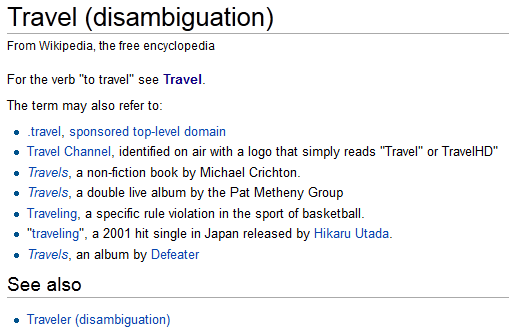 Travel (disambiguation)
From Wikipedia, the free encyclopedia
For the verb "to travel" see Travel.
The term may also refer to:
.travel, sponsored top-level domain
Travel Channel, identified on air with a logo that simply reads "Travel" or TravelHD"
Travels, a non-fiction book by Michael Crichton.
Travels, a double live album by the Pat Metheny Group
Traveling, a specific rule violation in the sport of basketball.
"traveling", a 2001 hit single in Japan released by Hikaru Utada.
Travels, an album by Defeater
See also
Traveler (disambiguation)